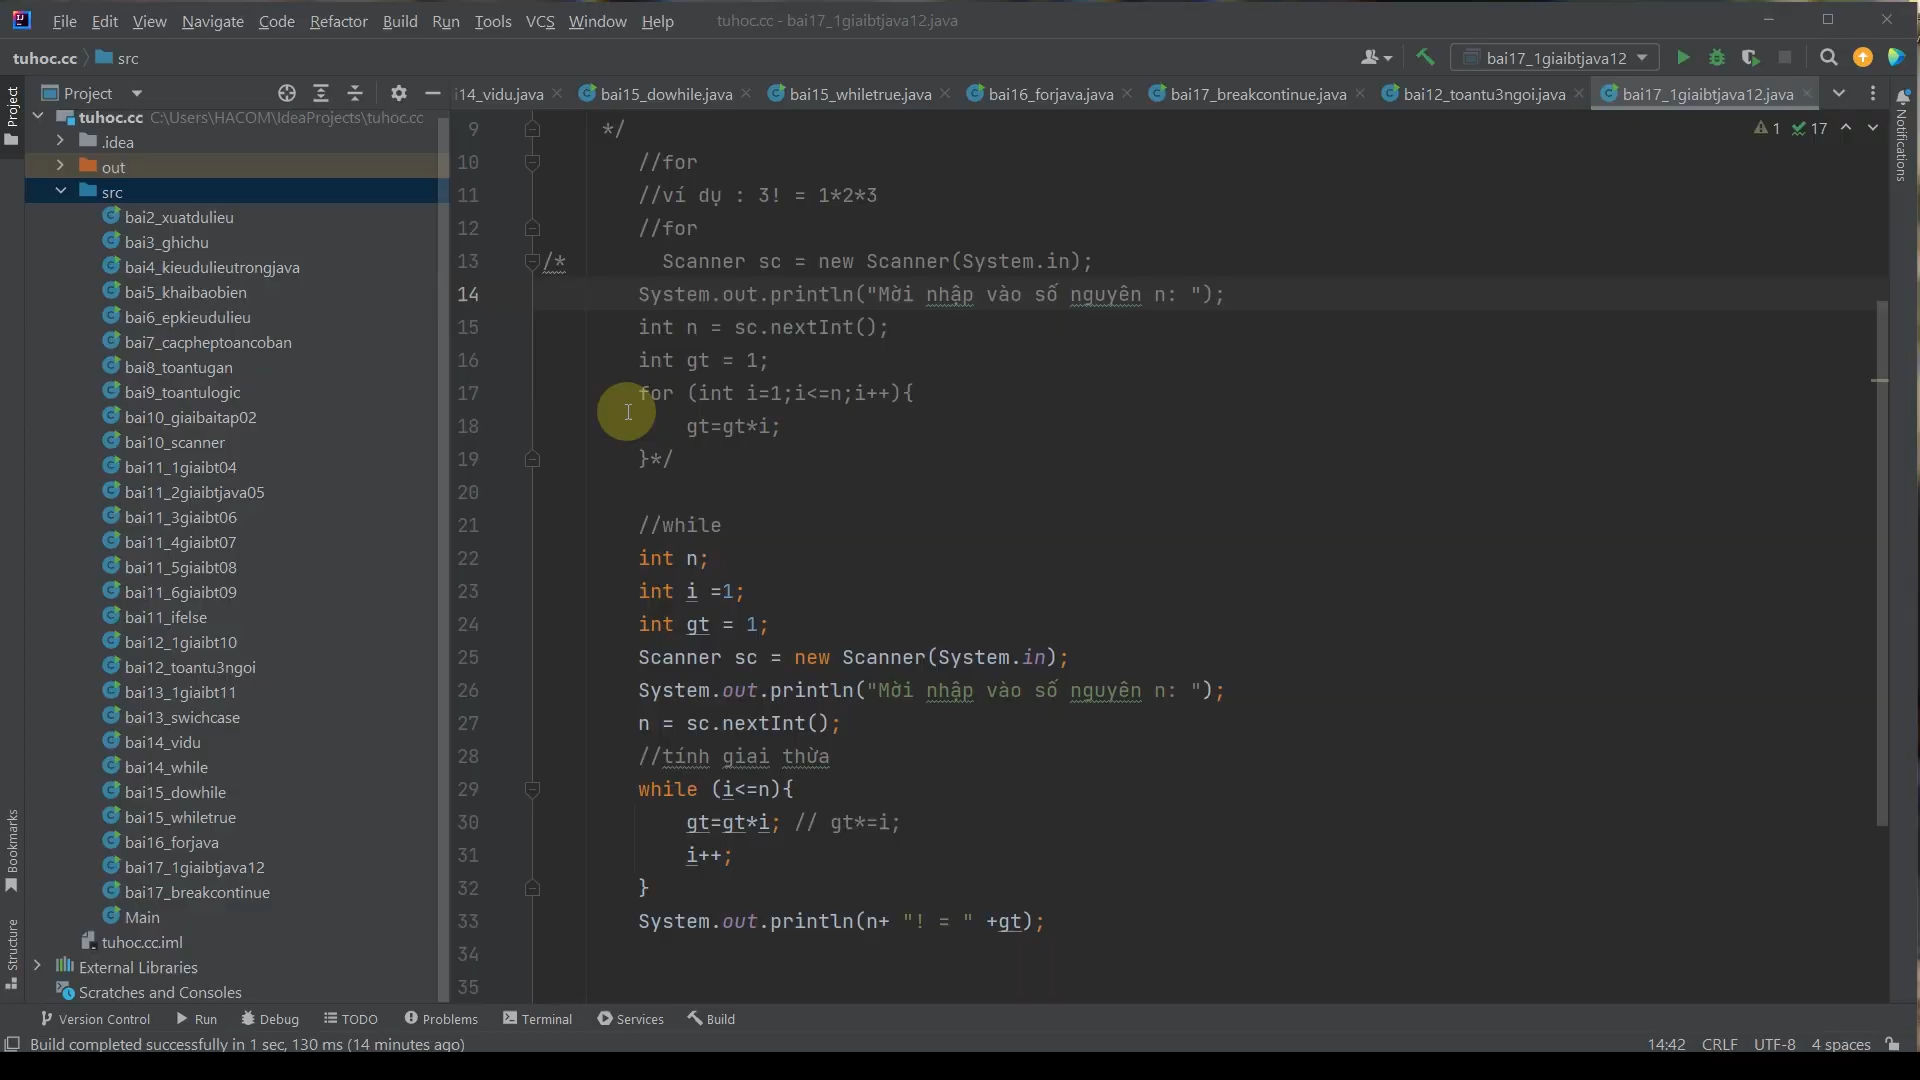 File Edit View Navigate Code Refactor Build Run Tools VCS Window Help tuhoc.cc - bai17_1giaibtjava12.java
tuhoc.cc src bai17_1giaibtjava12
Project i14_vidu.java bai15_dowhile.java bai15_whiletrue.java bai16_forjava.java bai17_breakcontinue.java bai12_toantu3ngoi.java bai17_1giaibtjava12.java
Project
Notifications
Bookmarks
Structure
tuhoc.cc C:\Users\HACOM\IdeaProjects\tuhoc.cc
.idea
out
src
bai2_xuatdulieu
bai3_ghichu
bai4_kieudulieutrongjava
bai5_khaibaobien
bai6_epkieudulieu
bai7_cacpheptoancoban
bai8_toantugan
bai9_toantulogic
bai10_giaibaitap02
bai10_scanner
bai11_1giaibt04
bai11_2giaibtjava05
bai11_3giaibt06
bai11_4giaibt07
bai11_5giaibt08
bai11_6giaibt09
bai11_ifelse
bai12_1giaibt10
bai12_toantu3ngoi
bai13_1giaibt11
bai13_swichcase
bai14_vidu
bai14_while
bai15_dowhile
bai15_whiletrue
bai16_forjava
bai17_1giaibtjava12
bai17_breakcontinue
Main
tuhoc.cc.iml
External Libraries
Scratches and Consoles
1 17
9 */
10 //for
11 //ví dụ : 3! = 1*2*3
12 //for
13 /* Scanner sc = new Scanner(System.in);
14 System.out.println("Mời nhập vào số nguyên n: ");
15 int n = sc.nextInt();
16 int gt = 1;
17 for (int i=1;i<=n;i++){
18 gt=gt*i;
19 }*/
20
21 //while
22 int n;
23 int i =1;
24 int gt = 1;
25 Scanner sc = new Scanner(System.in);
26 System.out.println("Mời nhập vào số nguyên n: ");
27 n = sc.nextInt();
28 //tính giai thừa
29 while (i<=n){
30 gt=gt*i; // gt*=i;
31 i++;
32 }
33 System.out.println(n+ "! = " +gt);
34
35
Version Control Run Debug TODO Problems Terminal Services Build
Build completed successfully in 1 sec, 130 ms (14 minutes ago) 14:42 CRLF UTF-8 4 spaces